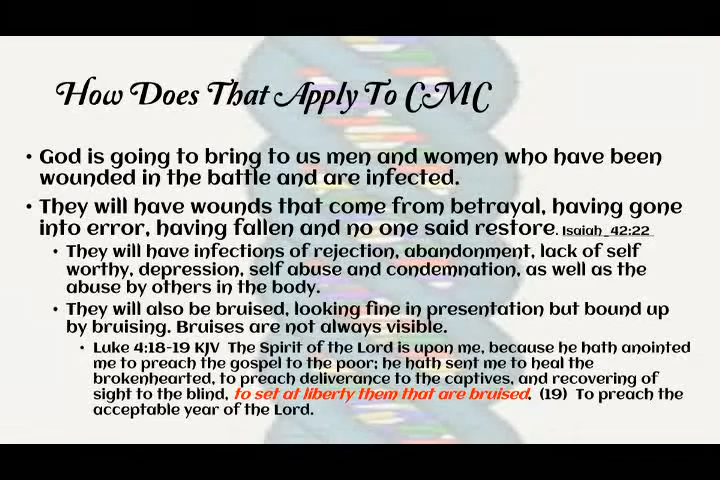 How Does That Apply To CMC
• God is going to bring to us men and women who have been
wounded in the battle and are infected.
• They will have wounds that come from betrayal, having gone
into error, having fallen and no one said restore. Isaiah_42:22
• They will have infections of rejection, abandonment, lack of self
worthy, depression, self abuse and condemnation, as well as the
abuse by others in the body.
• They will also be bruised, looking fine in presentation but bound up
by bruising. Bruises are not always visible.
• Luke 4:18-19 KJV The Spirit of the Lord is upon me, because he hath anointed
me to preach the gospel to the poor; he hath sent me to heal the
brokenhearted, to preach deliverance to the captives, and recovering of
sight to the blind, to set at liberty them that are bruised, (19) To preach the
acceptable year of the Lord.